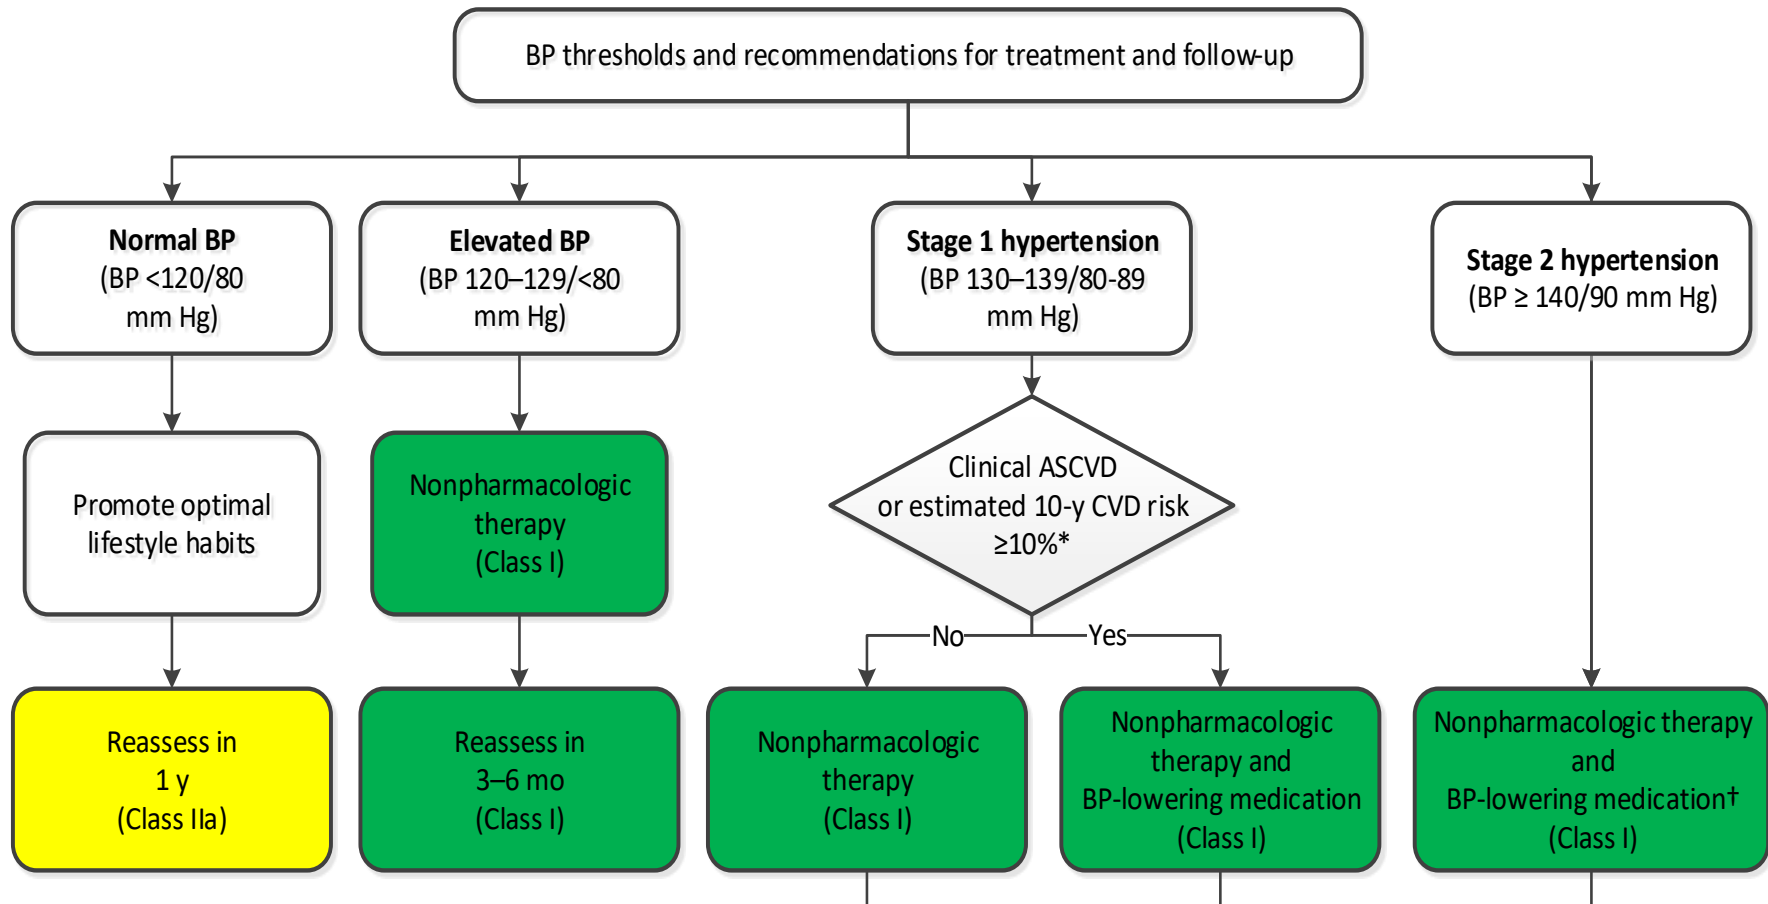 BP thresholds and recommendations for treatment and follow-up
Normal BP
(BP <120/80
mm Hg)
Elevated BP
(BP 120–129/<80
mm Hg)
Stage 1 hypertension
(BP 130–139/80-89
mm Hg)
Stage 2 hypertension
(BP ≥ 140/90 mm Hg)
Promote optimal
lifestyle habits
Nonpharmacologic
therapy
(Class I)
Clinical ASCVD
or estimated 10-y CVD risk
≥10%*
No
Yes
Reassess in
1 y
(Class IIa)
Reassess in
3–6 mo
(Class I)
Nonpharmacologic
therapy
(Class I)
Nonpharmacologic
therapy and
BP-lowering medication
(Class I)
Nonpharmacologic therapy
and
BP-lowering medication†
(Class I)